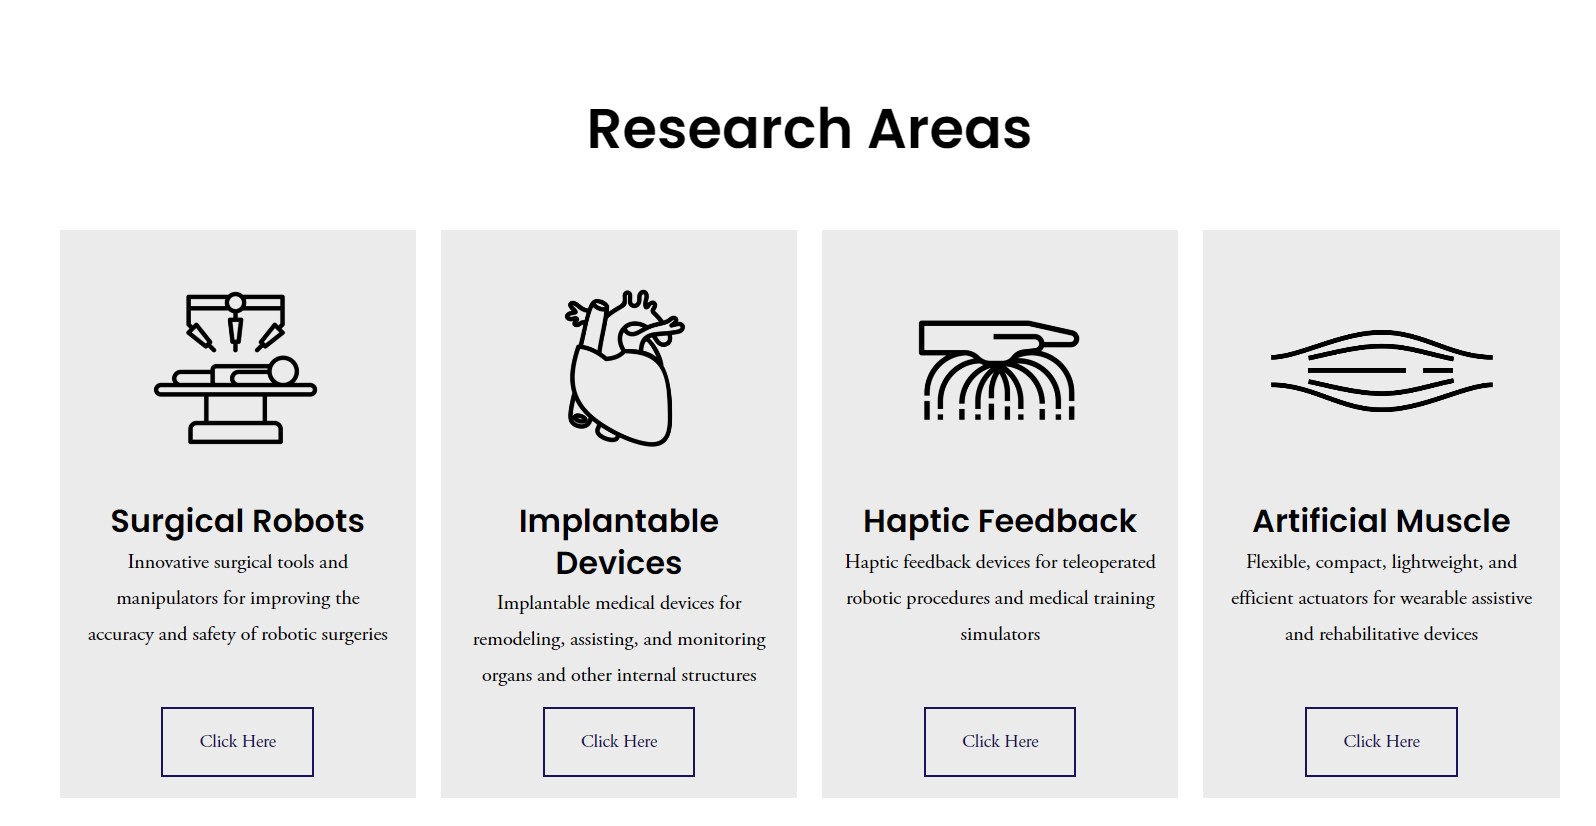 Research Areas
Surgical Robots
Innovative surgical tools and
manipulators for improving the
accuracy and safety of robotic surgeries
Click Here
Implantable
Devices
Implantable medical devices for
remodeling, assisting, and monitoring
organs and other internal structures
Click Here
Haptic Feedback
Haptic feedback devices for teleoperated
robotic procedures and medical training
simulators
Click Here
Artificial Muscle
Flexible, compact, lightweight, and
efficient actuators for wearable assistive
and rehabilitative devices
Click Here